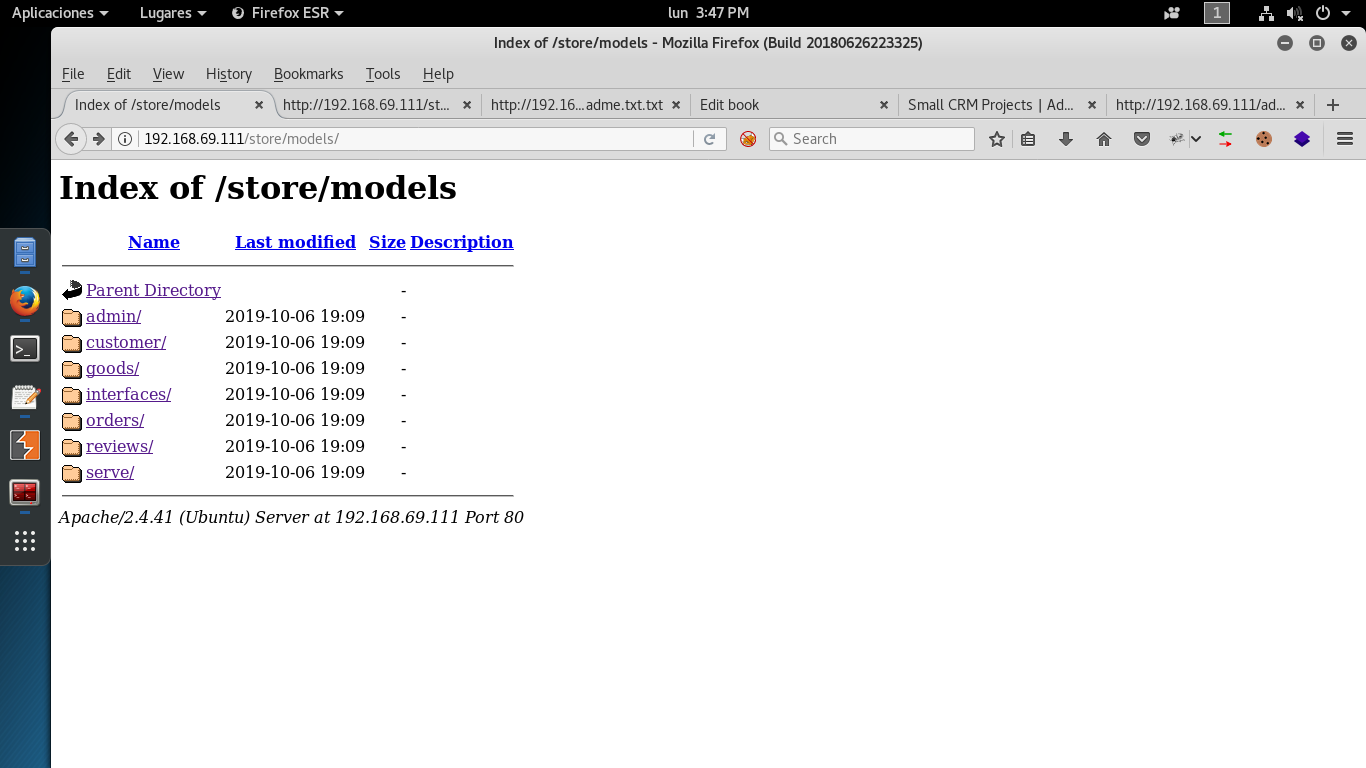 Aplicaciones Lugares Firefox ESR lun 3:47 PM 1
Index of /store/models - Mozilla Firefox (Build 20180626223325)
File Edit View History Bookmarks Tools Help
Index of /store/models http://192.168.69.111/st... http://192.16...adme.txt.txt Edit book Small CRM Projects | Ad... http://192.168.69.111/ad...
192.168.69.111/store/models/ Search
Index of /store/models
Name Last modified Size Description
Parent Directory -
admin/ 2019-10-06 19:09 -
customer/ 2019-10-06 19:09 -
goods/ 2019-10-06 19:09 -
interfaces/ 2019-10-06 19:09 -
orders/ 2019-10-06 19:09 -
reviews/ 2019-10-06 19:09 -
serve/ 2019-10-06 19:09 -
Apache/2.4.41 (Ubuntu) Server at 192.168.69.111 Port 80